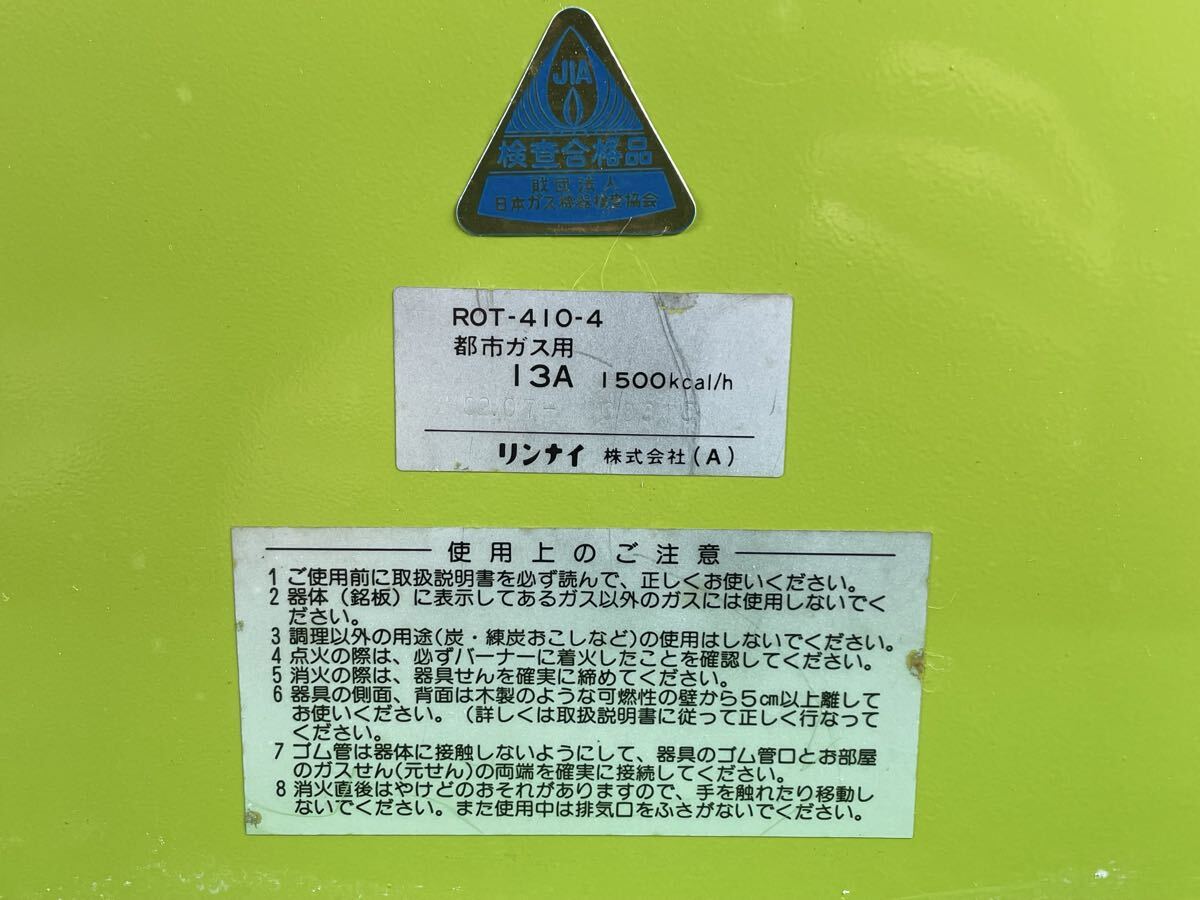 JIA
検査合格品
財団法人
日本ガス機器検査協会
ROT-410-4
都市ガス用
13A 1500kcal/h
リンナイ 株式会社(A)
使用上のご注意
1 ご使用前に取扱説明書を必ず読んで、正しくお使いください。
2 器体(銘板)に表示してあるガス以外のガスには使用しないでく
ださい。
3 調理以外の用途(炭・練炭おこしなど)の使用はしないでください。
4 点火の際は、必ずバーナーに着火したことを確認してください。
5 消火の際は、器具せんを確実に締めてください。
6 器具の側面、背面は木製のような可燃性の壁から5cm以上離して
お使いください。(詳しくは取扱説明書に従って正しく行なって
ください。
7 ゴム管は器体に接触しないようにして、器具のゴム管口とお部屋
のガスせん(元せん)の両端を確実に接続してください。
8 消火直後はやけどのおそれがありますので、手を触れたり移動し
ないでください。また使用中は排気口をふさがないでください。